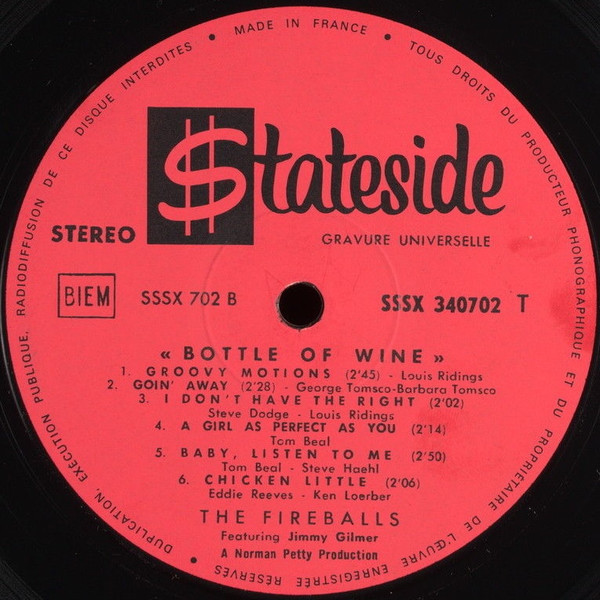 MADE IN FRANCE • TOUS DROITS DU PRODUCTEUR PHONOGRAPHIQUE ET DU PROPRIETAIRE DE L'ŒUVRE ENREGISTRÉE RÉSERVÉS • DUPLICATION, EXÉCUTION PUBLIQUE, RADIODIFFUSION DE CE DISQUE INTERDITES •
$tateside
STEREO
GRAVURE UNIVERSELLE
BIEM SSSX 702 B SSSX 340702 T
« BOTTLE OF WINE »
1. GROOVY MOTIONS (2'45) - Louis Ridings
2. GOIN' AWAY (2'28) - George Tomsco-Barbara Tomsco
3. I DON'T HAVE THE RIGHT (2'02)
Steve Dodge - Louis Ridings
4. A GIRL AS PERFECT AS YOU (2'14)
Tom Beal
5. BABY, LISTEN TO ME (2'50)
Tom Beal - Steve Haehl
6. CHICKEN LITTLE (2'06)
Eddie Reeves - Ken Loerber
THE FIREBALLS
Featuring Jimmy Gilmer
A Norman Petty Production